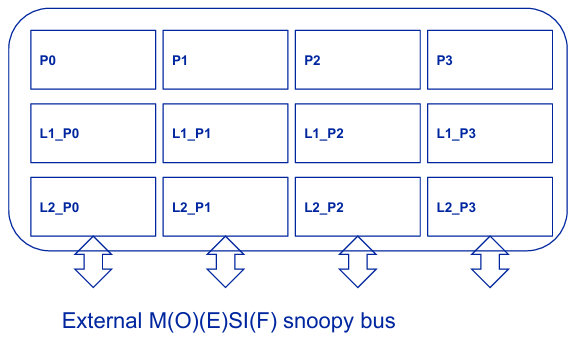 P0 P1 P2 P3
L1_P0 L1_P1 L1_P2 L1_P3
L2_P0 L2_P1 L2_P2 L2_P3
External M(O)(E)SI(F) snoopy bus